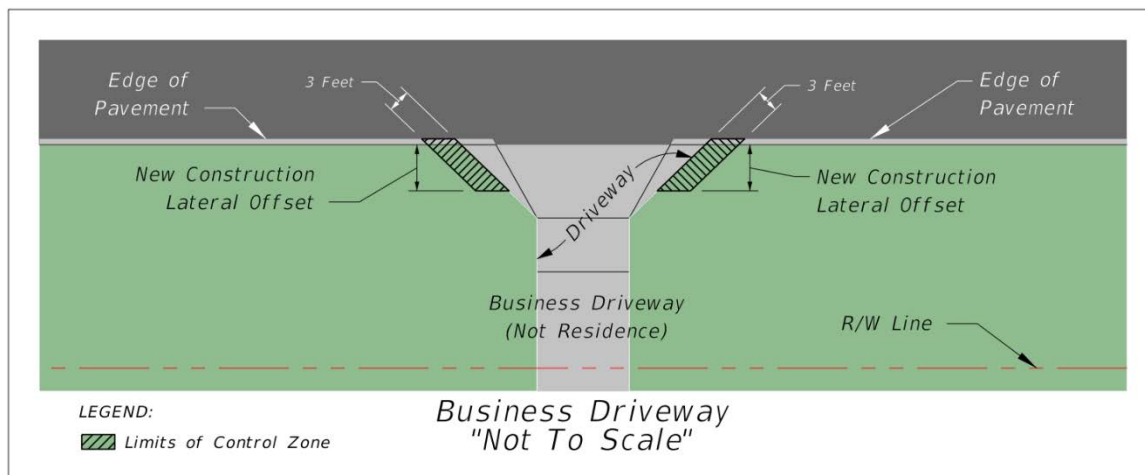 Edge of
Pavement
3 Feet
3 Feet
Edge of
Pavement
New Construction
Lateral Offset
Driveway
New Construction
Lateral Offset
Business Driveway
(Not Residence)
R/W Line
LEGEND:
Limits of Control Zone
Business Driveway
"Not To Scale"